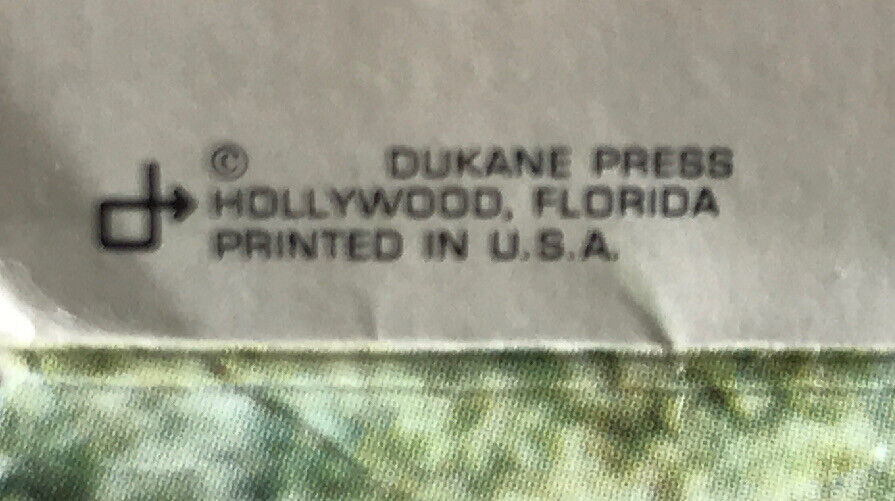 © DUKANE PRESS
HOLLYWOOD, FLORIDA
PRINTED IN U.S.A.